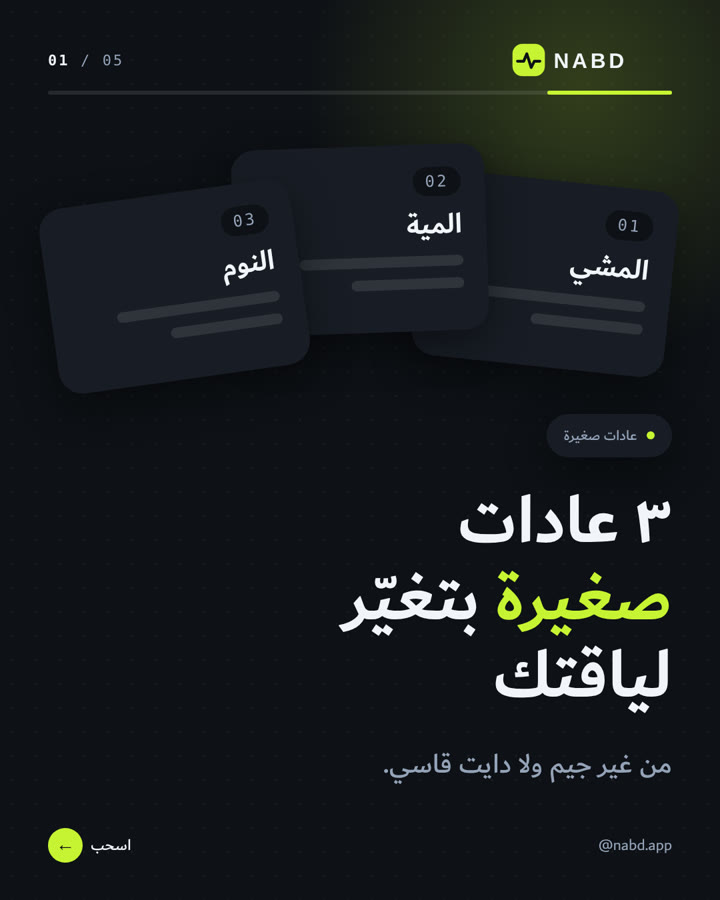 NABD
01 / 05
01
المشي
02
المية
03
النوم
عادات صغيرة
٣ عادات
صغيرة بتغيّر
لياقتك
من غير جيم ولا دايت قاسي.
@nabd.app
اسحب ←